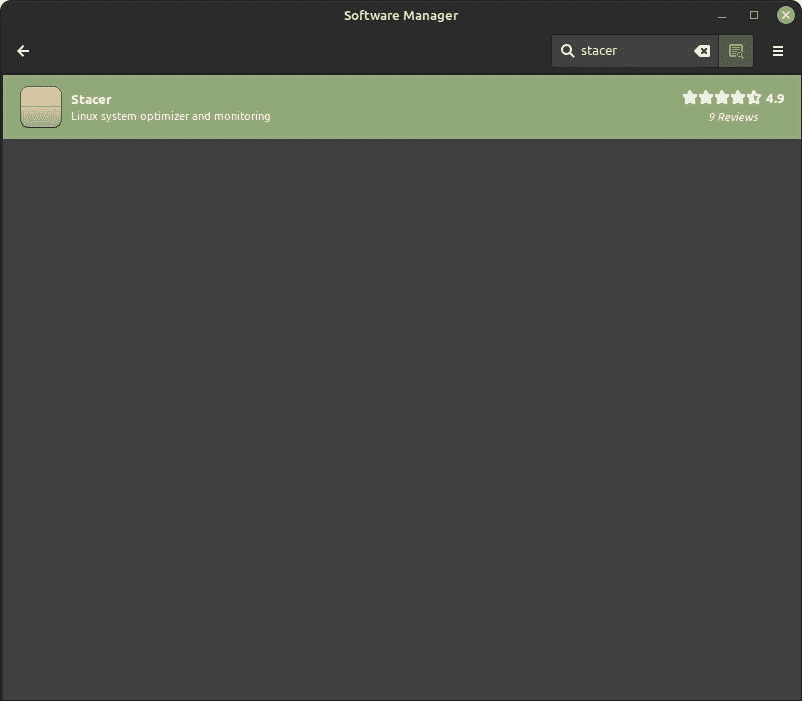 Software Manager
stacer
Stacer
4.9
Linux system optimizer and monitoring
9 Reviews